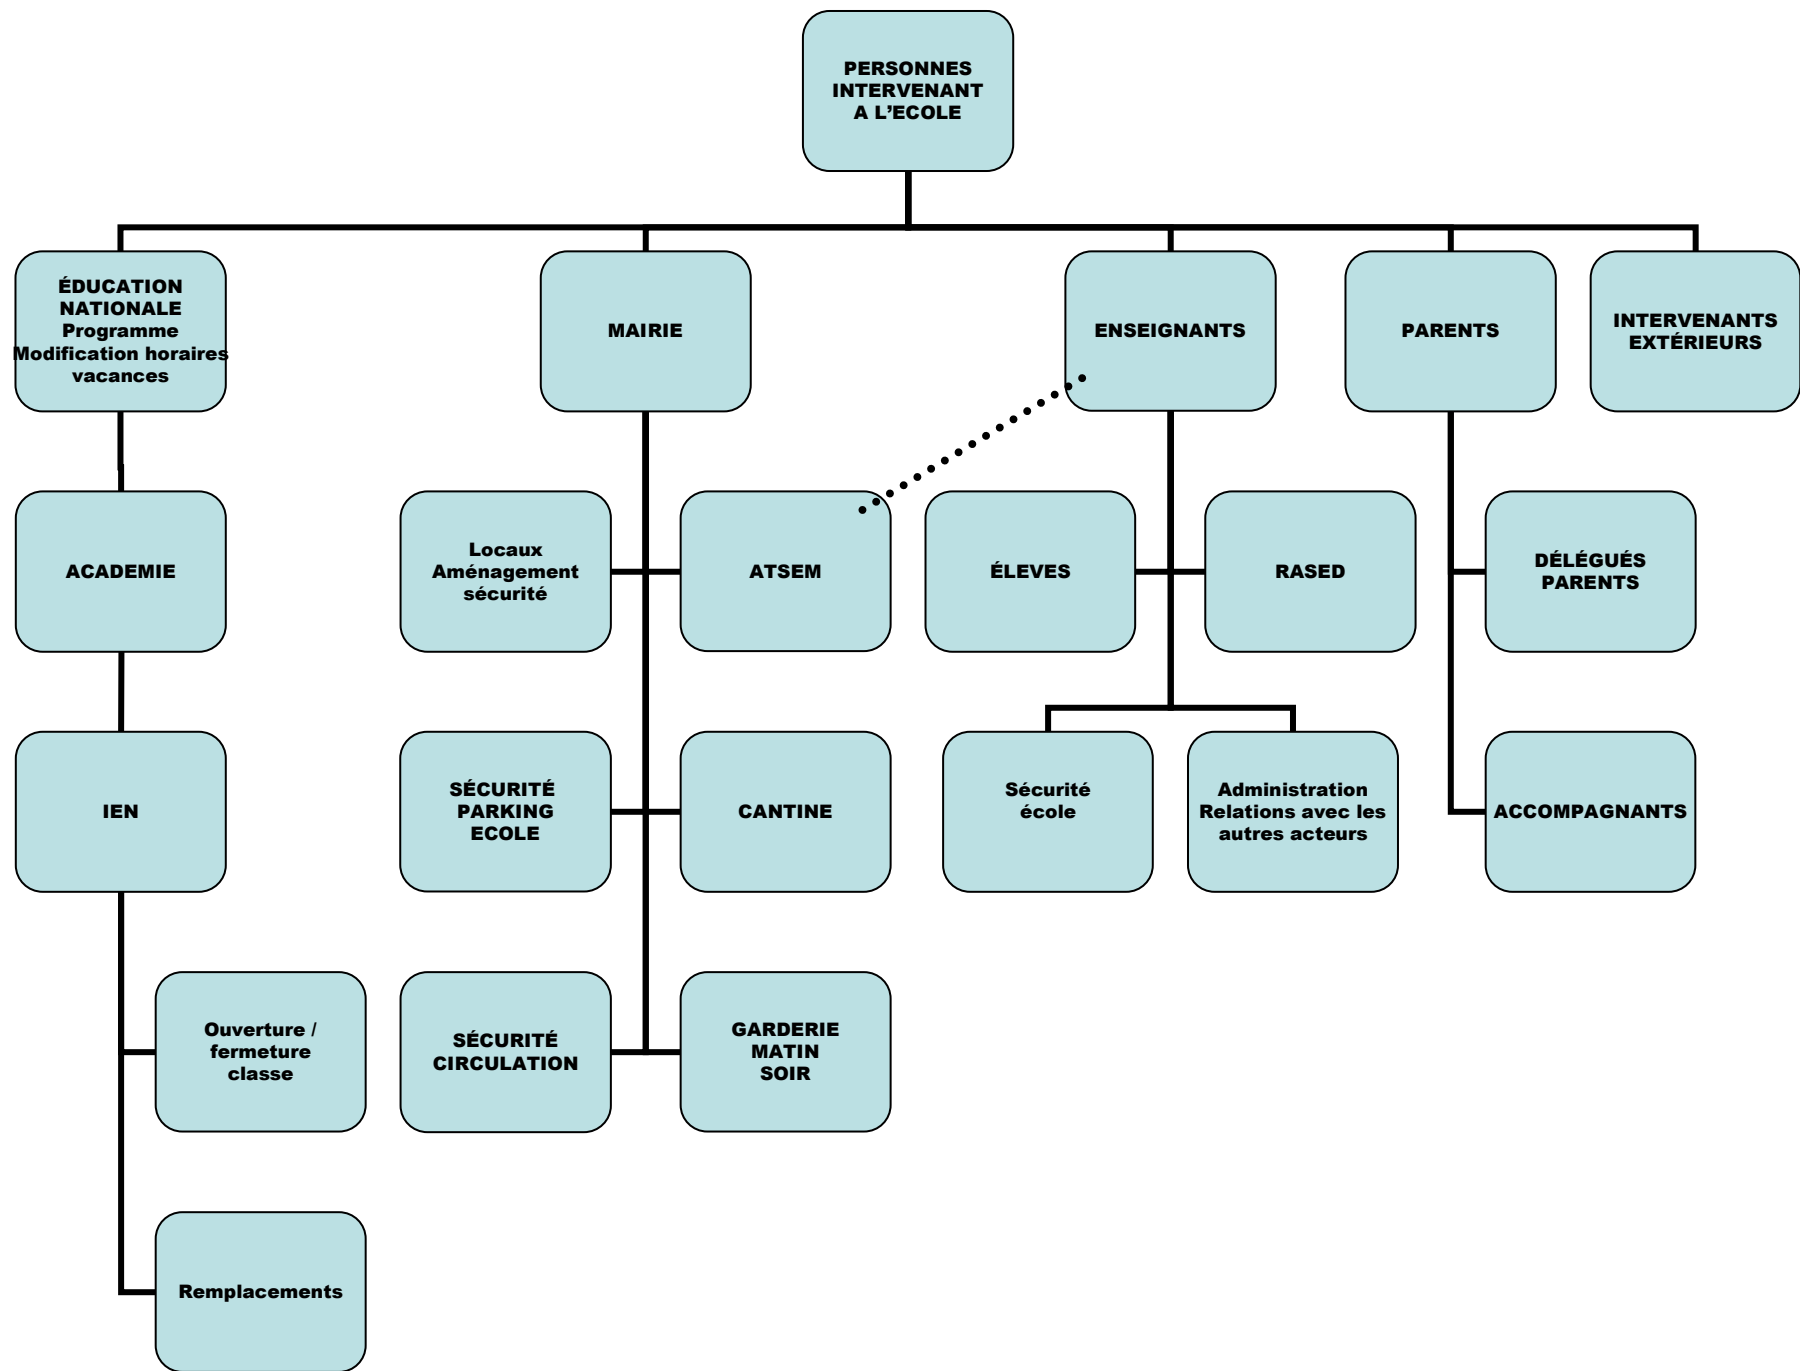 PERSONNES
INTERVENANT
A L’ECOLE
ÉDUCATION
NATIONALE
Programme
Modification horaires
vacances
MAIRIE
ENSEIGNANTS
PARENTS
INTERVENANTS
EXTÉRIEURS
ACADEMIE
Locaux
Aménagement
sécurité
ATSEM
ÉLEVES
RASED
DÉLÉGUÉS
PARENTS
IEN
SÉCURITÉ
PARKING
ECOLE
CANTINE
Sécurité
école
Administration
Relations avec les
autres acteurs
ACCOMPAGNANTS
Ouverture /
fermeture
classe
SÉCURITÉ
CIRCULATION
GARDERIE
MATIN
SOIR
Remplacements